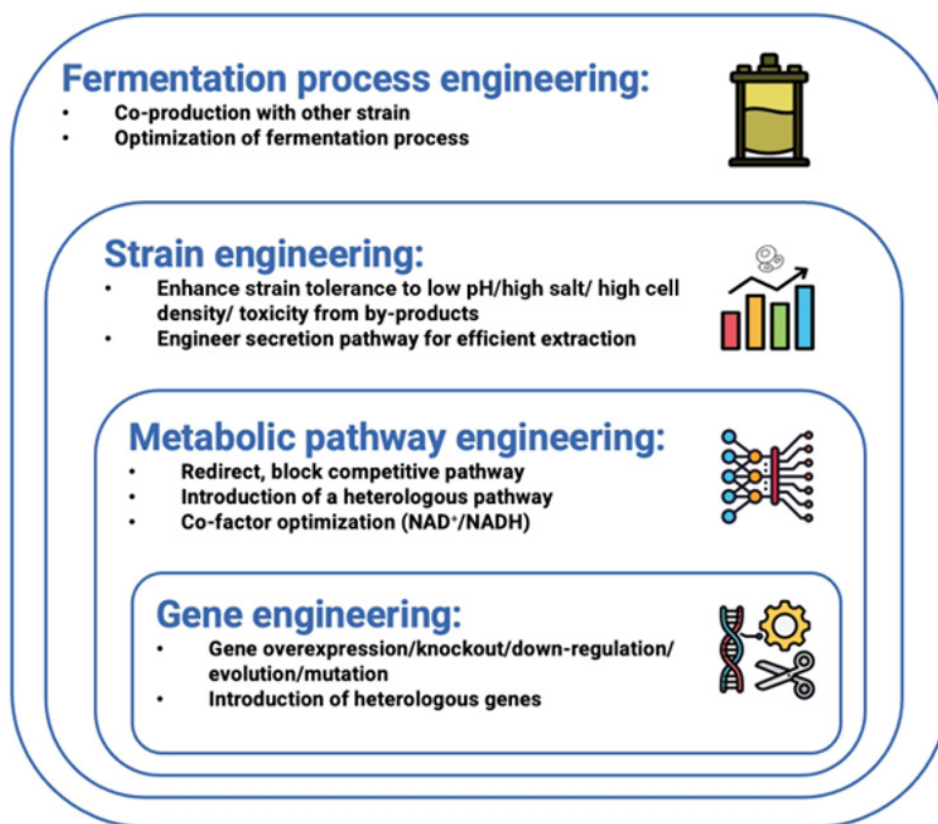 Fermentation process engineering:
• Co-production with other strain
• Optimization of fermentation process
Strain engineering:
• Enhance strain tolerance to low pH/high salt/ high cell
density/ toxicity from by-products
• Engineer secretion pathway for efficient extraction
Metabolic pathway engineering:
• Redirect, block competitive pathway
• Introduction of a heterologous pathway
• Co-factor optimization (NAD⁺/NADH)
Gene engineering:
• Gene overexpression/knockout/down-regulation/
evolution/mutation
• Introduction of heterologous genes